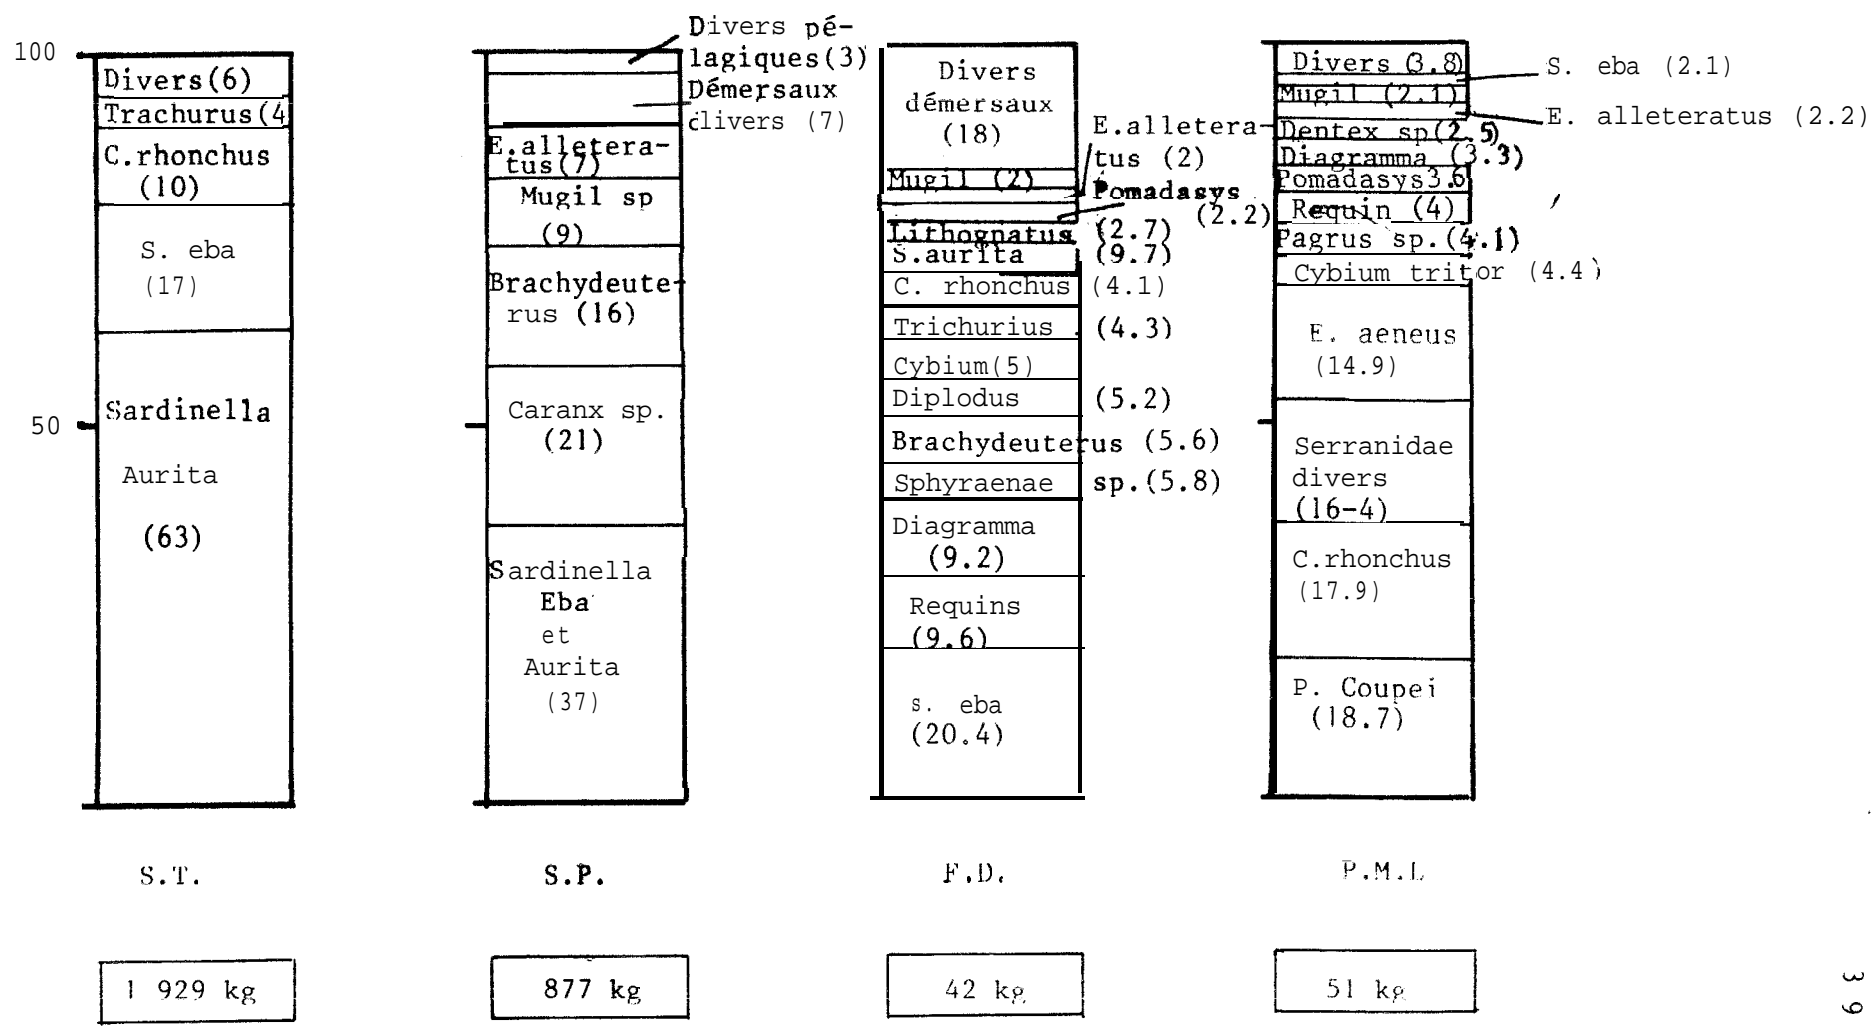 100
50
Divers(6)
Trachurus(4
C.rhonchus
(10)
S. eba
(17)
Sardinella
Aurita
(63)
S.T.
1 929 kg
Divers pé-
lagiques(3)
Démersaux
divers (7)
E.alletera-
tus(7)
Mugil sp
(9)
Brachydeute-
rus (16)
Caranx sp.
(21)
Sardinella
Eba
et
Aurita
(37)
S.P.
877 kg
Divers
démersaux
(18)
Mugil (2)
E.alletera-
tus (2)
Pomadasys
(2.2)
Lithognatus (2.7)
S.aurita (9.7)
C. rhonchus (4.1)
Trichurius (4.3)
Cybium(5)
Diplodus (5.2)
Brachydeuterus (5.6)
Sphyraenae sp.(5.8)
Diagramma
(9.2)
Requins
(9.6)
s. eba
(20.4)
F.D.
42 kg
Divers (3.8)
S. eba (2.1)
Mugil (2.1)
E. alleteratus (2.2)
Dentex sp(2.5)
Diagramma (3.3)
Pomadasys3.6
Requin (4)
Pagrus sp.(4.1)
Cybium tritor (4.4)
E. aeneus
(14.9)
Serranidae
divers
(16-4)
C.rhonchus
(17.9)
P. Coupei
(18.7)
P.M.L
51 kg
39